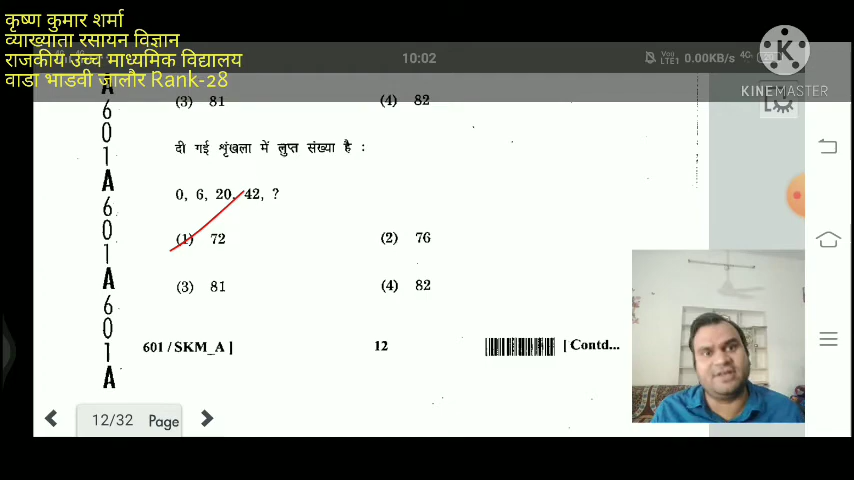 कृष्ण कुमार शर्मा
व्याख्याता रसायन विज्ञान
राजकीय उच्च माध्यमिक विद्यालय
वाडा भाडवी जालौर Rank-28
10:02
LTE1 0.00KB/s 4G
KINEMASTER
(3) 81 (4) 82
दी गई शृंखला में लुप्त संख्या है :
0, 6, 20, 42, ?
(1) 72 (2) 76
(3) 81 (4) 82
601 / SKM_A | 12 | Contd...
A
6
0
1
A
6
0
1
A
6
0
1
A
12/32 Page